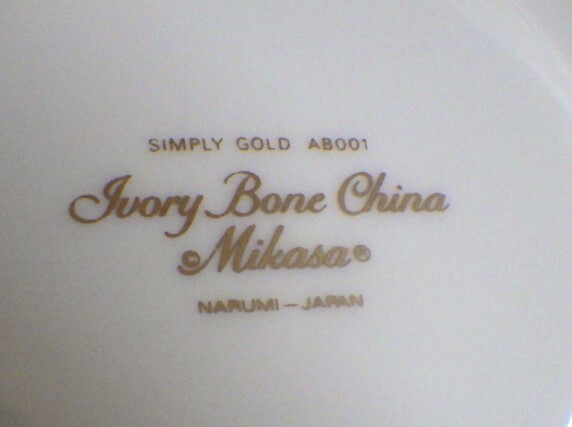 SIMPLY GOLD AB001
Ivory Bone China
©Mikasa®
NARUMI–JAPAN